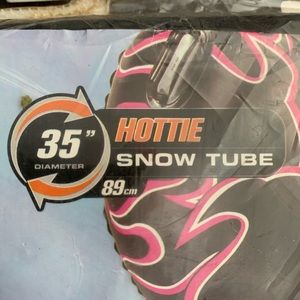 35"
DIAMETER
89cm
HOTTIE
SNOW TUBE